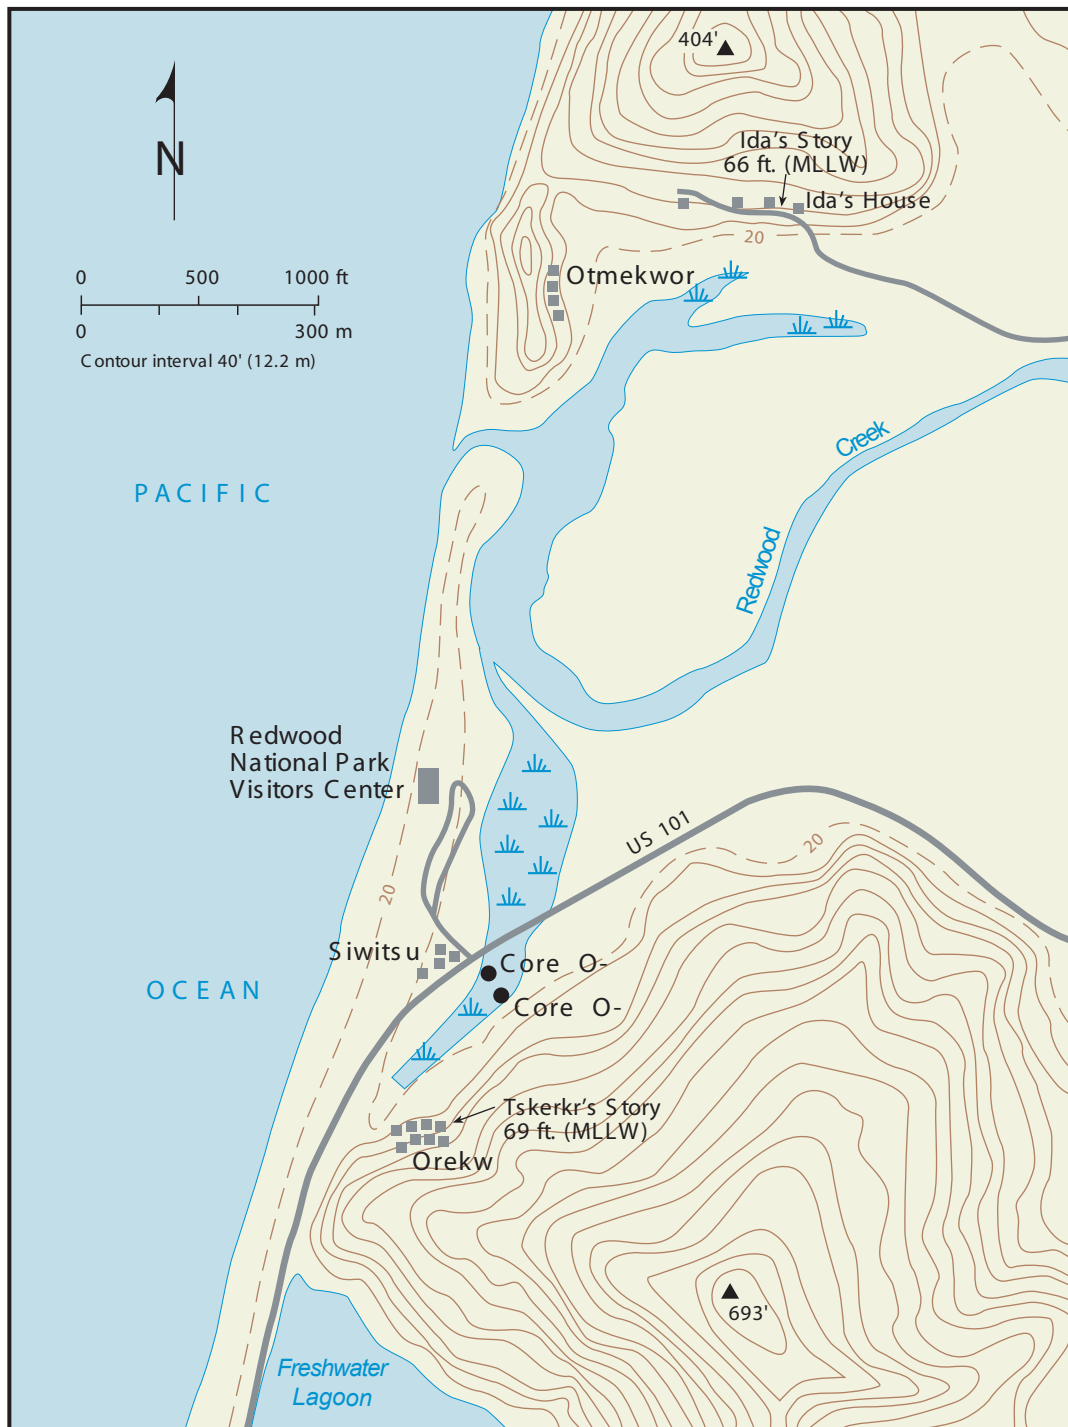 404'
Ida's Story
66 ft. (MLLW)
Ida's House
N
20
0 500 1000 ft
0 300 m
Contour interval 40' (12.2 m)
Otmekwor
Creek
PACIFIC
Redwood
Redwood
National Park
Visitors Center
US 101
20
20
Siwitsu
Core O-
OCEAN
Core O-
Tskerkr's Story
69 ft. (MLLW)
Orekw
693'
Freshwater
Lagoon